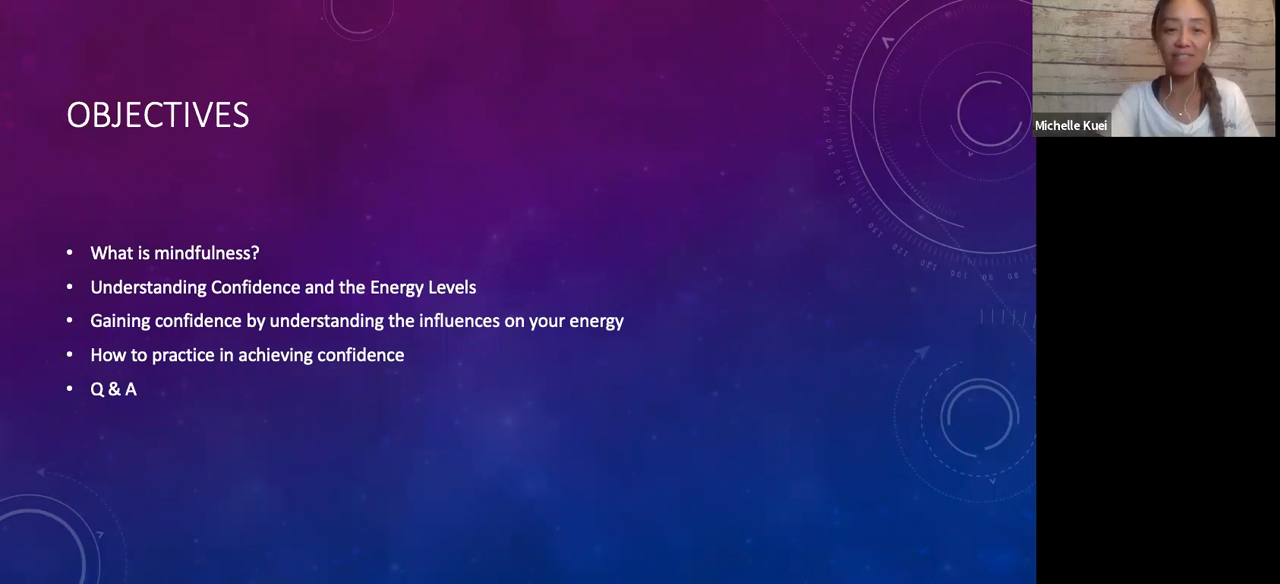 OBJECTIVES
• What is mindfulness?
• Understanding Confidence and the Energy Levels
• Gaining confidence by understanding the influences on your energy
• How to practice in achieving confidence
• Q & A
Michelle Kuei